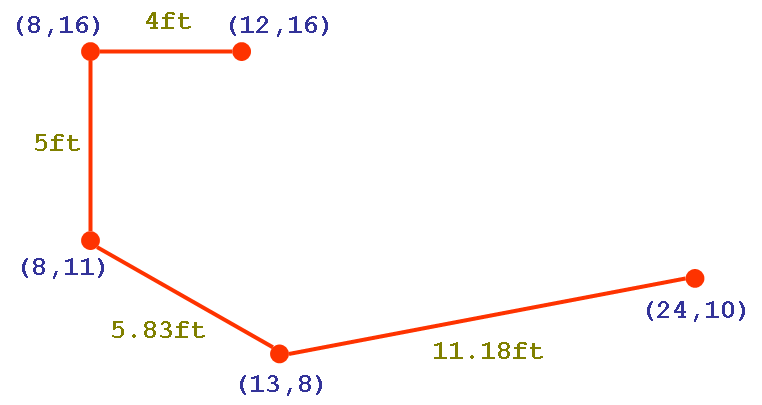 (8,16)
4ft
(12,16)
5ft
(8,11)
5.83ft
(24,10)
11.18ft
(13,8)